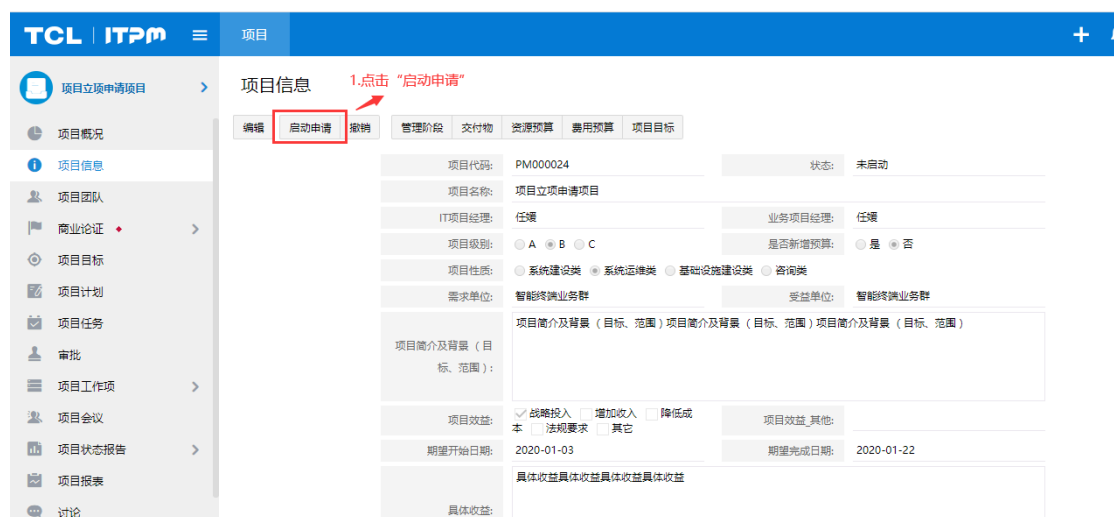 TCL ITPM 项目
项目立项申请项目
项目信息
1.点击“启动申请”
编辑 启动申请 撤销 管理阶段 交付物 资源预算 费用预算 项目目标
项目概况
项目信息
项目团队
商业论证
项目目标
项目计划
项目任务
审批
项目工作项
项目会议
项目状态报告
项目报表
讨论
项目代码: PM000024 状态: 未启动
项目名称: 项目立项申请项目
IT项目经理: 任媛 业务项目经理: 任媛
项目级别: A B C 是否新增预算: 是 否
项目性质: 系统建设类 系统运维类 基础设施建设类 咨询类
需求单位: 智能终端业务群 受益单位: 智能终端业务群
项目简介及背景（目
标、范围）:
项目简介及背景（目标、范围）项目简介及背景（目标、范围）项目简介及背景（目标、范围）
项目效益: 战略投入 增加收入 降低成
本 法规要求 其它
项目效益_其他:
期望开始日期: 2020-01-03 期望完成日期: 2020-01-22
具体收益:
具体收益具体收益具体收益具体收益